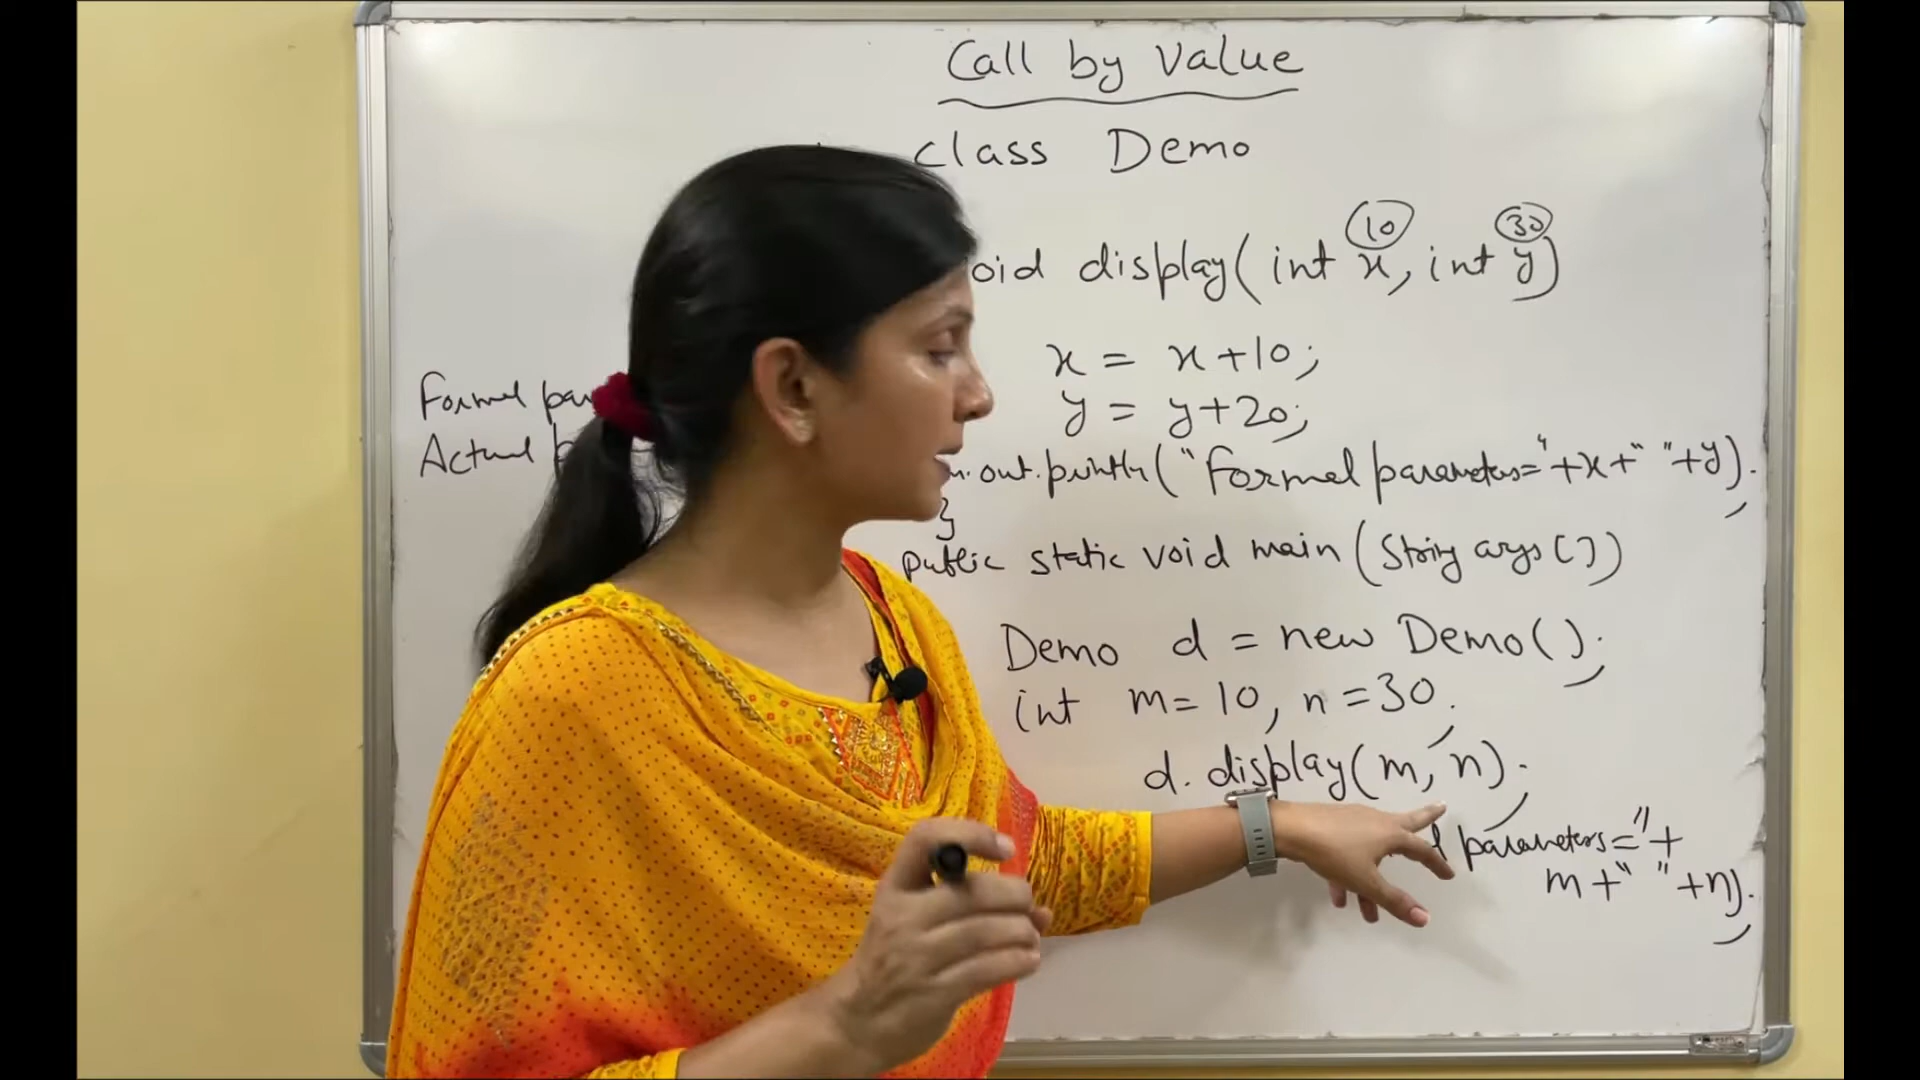 Call by Value
class Demo
10 30
oid display(int x, int y)
x = x+10;
y = y+20;
Formal
Actual
.out.println("Formal parameters="+x+" "+y);
}
public static void main(String args[])
Demo d = new Demo();
int m=10, n=30;
d.display(m, n);
parameters="+
m+" "+n);